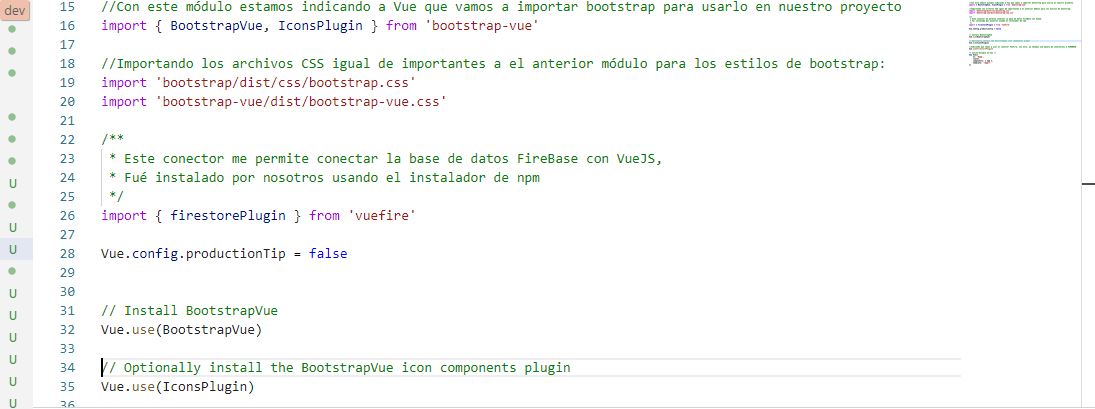 dev
15 //Con este módulo estamos indicando a Vue que vamos a importar bootstrap para usarlo en nuestro proyecto
16 import { BootstrapVue, IconsPlugin } from 'bootstrap-vue'
17
18 //Importando los archivos CSS igual de importantes a el anterior módulo para los estilos de bootstrap:
19 import 'bootstrap/dist/css/bootstrap.css'
20 import 'bootstrap-vue/dist/bootstrap-vue.css'
21
22 /**
23 * Este conector me permite conectar la base de datos FireBase con VueJS,
U 24 * Fué instalado por nosotros usando el instalador de npm
25 */
26 import { firestorePlugin } from 'vuefire'
U 27
U 28 Vue.config.productionTip = false
29
U 30
U 31 // Install BootstrapVue
U 32 Vue.use(BootstrapVue)
U 33
U 34 // Optionally install the BootstrapVue icon components plugin
U 35 Vue.use(IconsPlugin)
U 36